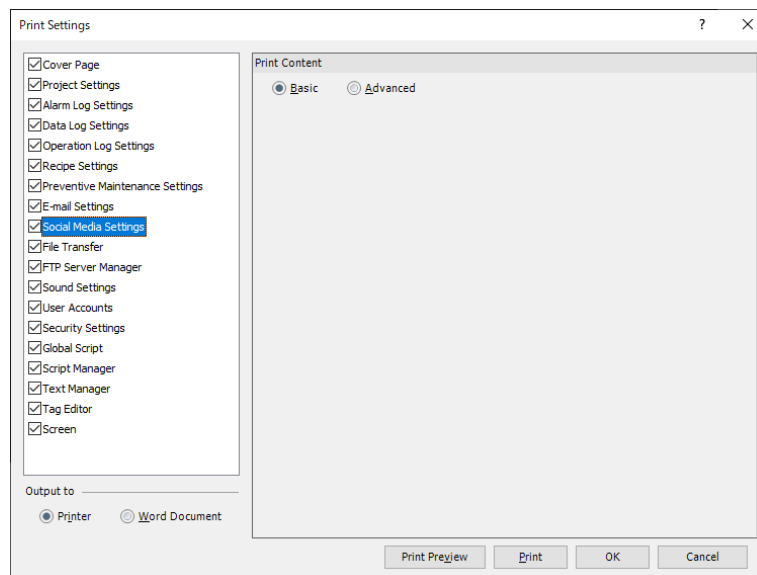 Print Settings
?
Cover Page
Project Settings
Alarm Log Settings
Data Log Settings
Operation Log Settings
Recipe Settings
Preventive Maintenance Settings
E-mail Settings
Social Media Settings
File Transfer
FTP Server Manager
Sound Settings
User Accounts
Security Settings
Global Script
Script Manager
Text Manager
Tag Editor
Screen
Output to
Printer Word Document
Print Content
Basic Advanced
Print Preview Print OK Cancel